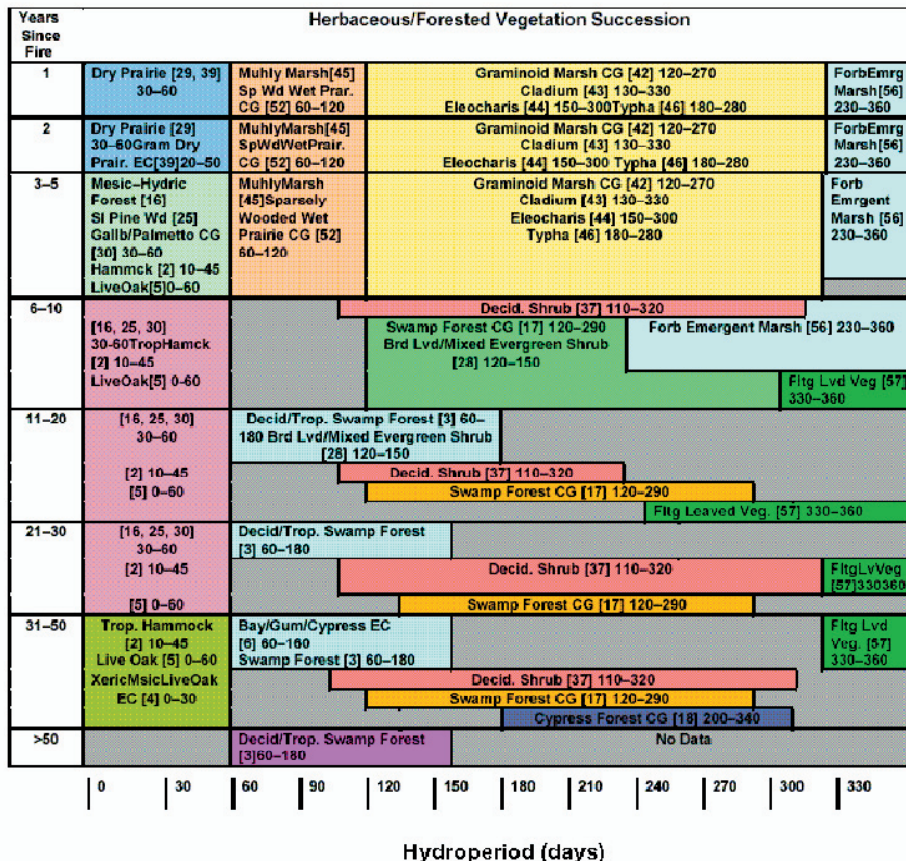 Years
Since
Fire
Herbaceous/Forested Vegetation Succession
1
Dry Prairie [29, 39]
30–60
Muhly Marsh[45]
Sp Wd Wet Prar.
CG [52] 60–120
Graminoid Marsh CG [42] 120–270
Cladium [43] 130–330
Eleocharis [44] 150–300Typha [46] 180–280
ForbEmrg
Marsh[56]
230–360
2
Dry Prairie [29]
30–60Gram Dry
Prair. EC[39]20–50
MuhlyMarsh[45]
SpWdWetPrair.
CG [52] 60–120
Graminoid Marsh CG [42] 120–270
Cladium [43] 130–330
Eleocharis [44] 150–300 Typha [46] 180–280
ForbEmrg
Marsh[56]
230–360
3–5
Mesic–Hydric
Forest [16]
Sl Pine Wd [25]
Gallb/Palmetto CG
[30] 30–60
Hammck [2] 10–45
LiveOak[5]0–60
MuhlyMarsh
[45]Sparsely
Wooded Wet
Prairie CG [52]
60–120
Graminoid Marsh CG [42] 120–270
Cladium [43] 130–330
Eleocharis [44] 150–300
Typha [46] 180–280
Forb
Emrgent
Marsh [56]
230–360
6–10
[16, 25, 30]
30-60TropHamck
[2] 10–45
LiveOak[5] 0–60
Decid. Shrub [37] 110–320
Swamp Forest CG [17] 120–290
Brd Lvd/Mixed Evergreen Shrub
[28] 120–150
Forb Emergent Marsh [56] 230–360
Fltg Lvd Veg [57]
330–360
11–20
[16, 25, 30]
30–60
[2] 10–45
[5] 0–60
Decid/Trop. Swamp Forest [3] 60–
180 Brd Lvd/Mixed Evergreen Shrub
[28] 120–150
Decid. Shrub [37] 110–320
Swamp Forest CG [17] 120–290
Fltg Leaved Veg. [57] 330–360
21–30
[16, 25, 30]
30–60
[2] 10–45
[5] 0–60
Decid/Trop. Swamp Forest
[3] 60–180
Decid. Shrub [37] 110–320
FltgLvVeg
[57]330360
Swamp Forest CG [17] 120–290
31–50
Trop. Hammock
[2] 10–45
Live Oak [5] 0–60
XericMsicLiveOak
EC [4] 0–30
Bay/Gum/Cypress EC
[6] 60–160
Swamp Forest [3] 60–180
Fltg Lvd
Veg. [57]
330–360
Decid. Shrub [37] 110–320
Swamp Forest CG [17] 120–290
Cypress Forest CG [18] 200–340
>50
Decid/Trop. Swamp Forest
[3]60–180
No Data
0 30 60 90 120 150 180 210 240 270 300 330
Hydroperiod (days)